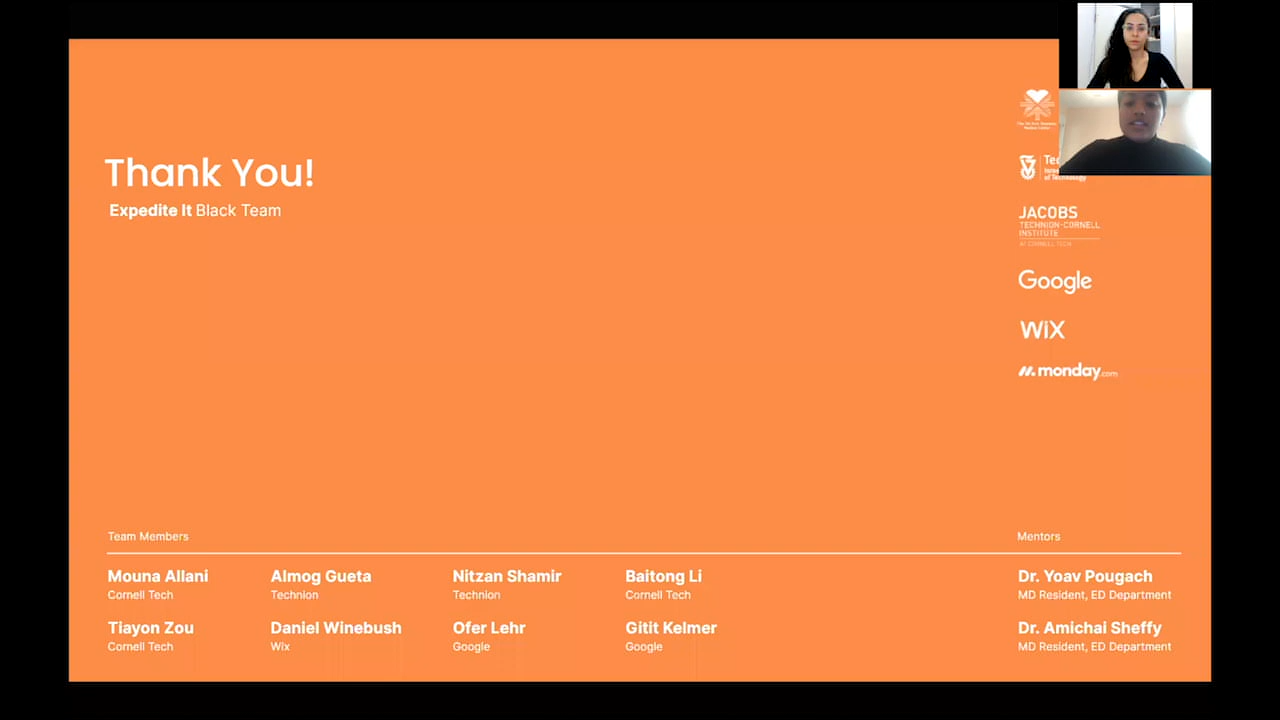 Thank You!
Expedite It Black Team
JACOBS
TECHNION-CORNELL
INSTITUTE
AT CORNELL TECH
Google
WiX
monday.com
Team Members
Mentors
Mouna Allani
Almog Gueta
Nitzan Shamir
Baitong Li
Dr. Yoav Pougach
Cornell Tech
Technion
Technion
Cornell Tech
MD Resident, ED Department
Tiayon Zou
Daniel Winebush
Ofer Lehr
Gitit Kelmer
Dr. Amichai Sheffy
Cornell Tech
Wix
Google
Google
MD Resident, ED Department